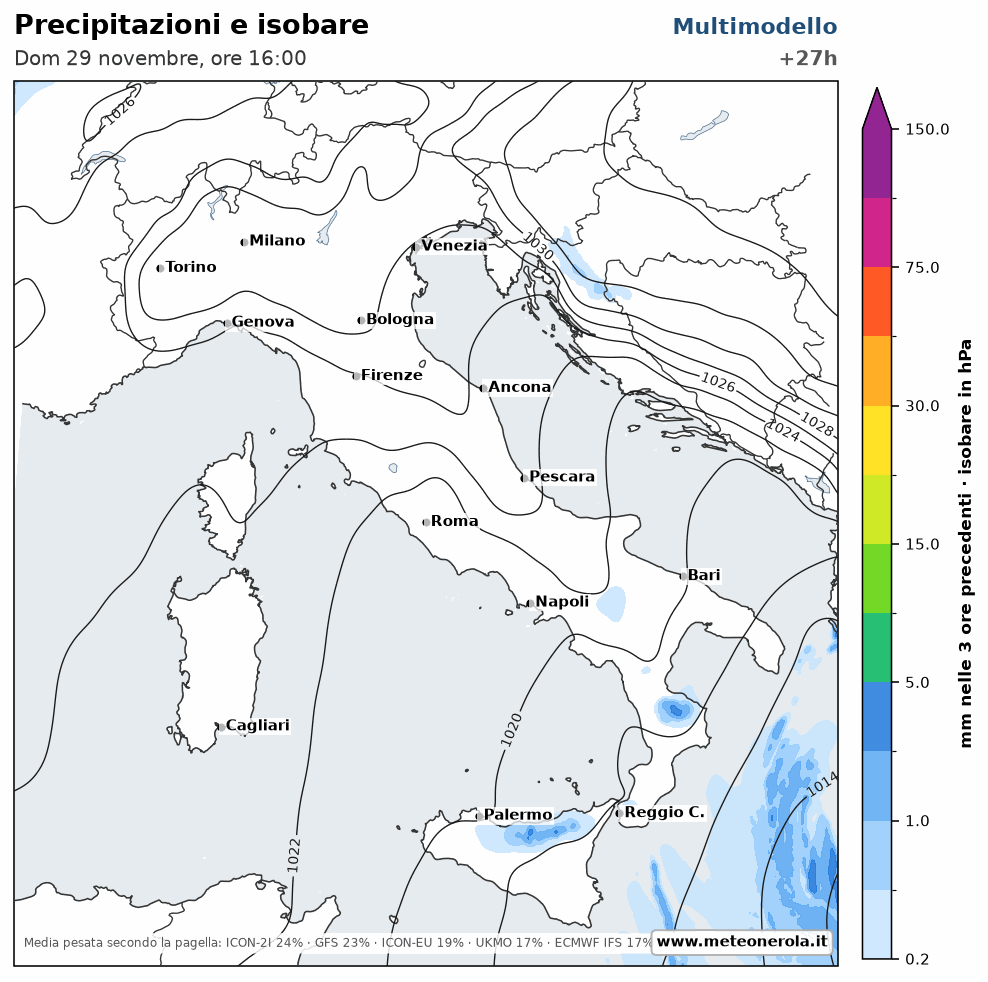 Precipitazioni e isobare
Multimodello
Dom 29 novembre, ore 16:00
+27h
1026
150.0
Milano
Venezia
1030
Torino
75.0
Genova
Bologna
Firenze
Ancona
1026
30.0
1028
1024
Pescara
Roma
15.0
Bari
Napoli
5.0
Cagliari
1020
1014
Palermo
Reggio C.
1.0
1022
0.2
mm nelle 3 ore precedenti · isobare in hPa
Media pesata secondo la pagella: ICON-2I 24% · GFS 23% · ICON-EU 19% · UKMO 17% · ECMWF IFS 17%
www.meteonerola.it